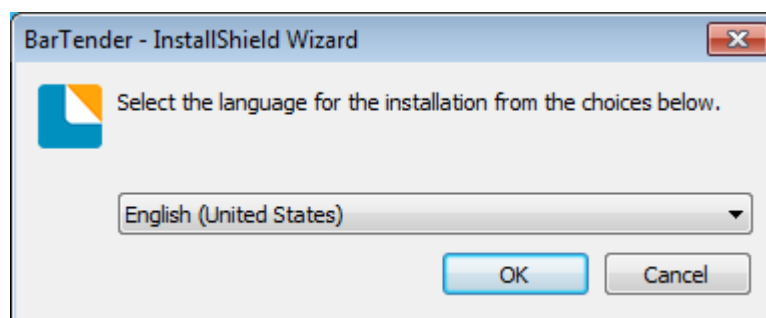 BarTender - InstallShield Wizard
Select the language for the installation from the choices below.
English (United States)
OK Cancel